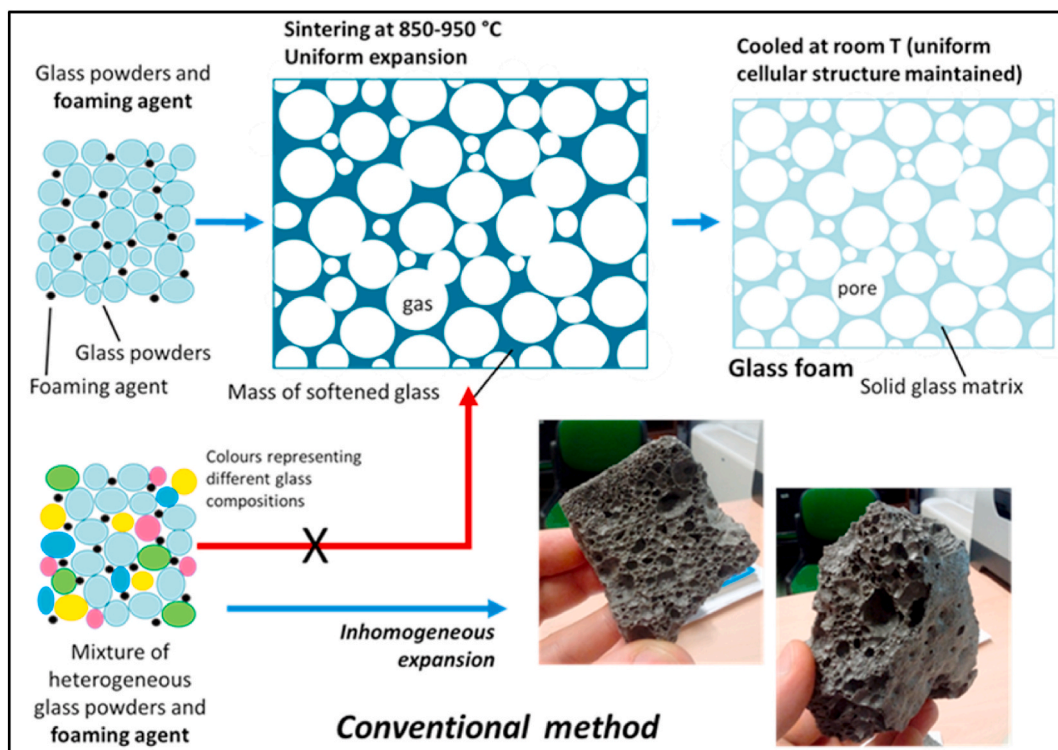 Glass powders and
foaming agent
Sintering at 850-950 °C
Uniform expansion
Cooled at room T (uniform
cellular structure maintained)
gas
pore
Glass powders
Foaming agent
Mass of softened glass
Glass foam
Solid glass matrix
Colours representing
different glass
compositions
X
Inhomogeneous
expansion
Mixture of
heterogeneous
glass powders and
foaming agent
Conventional method